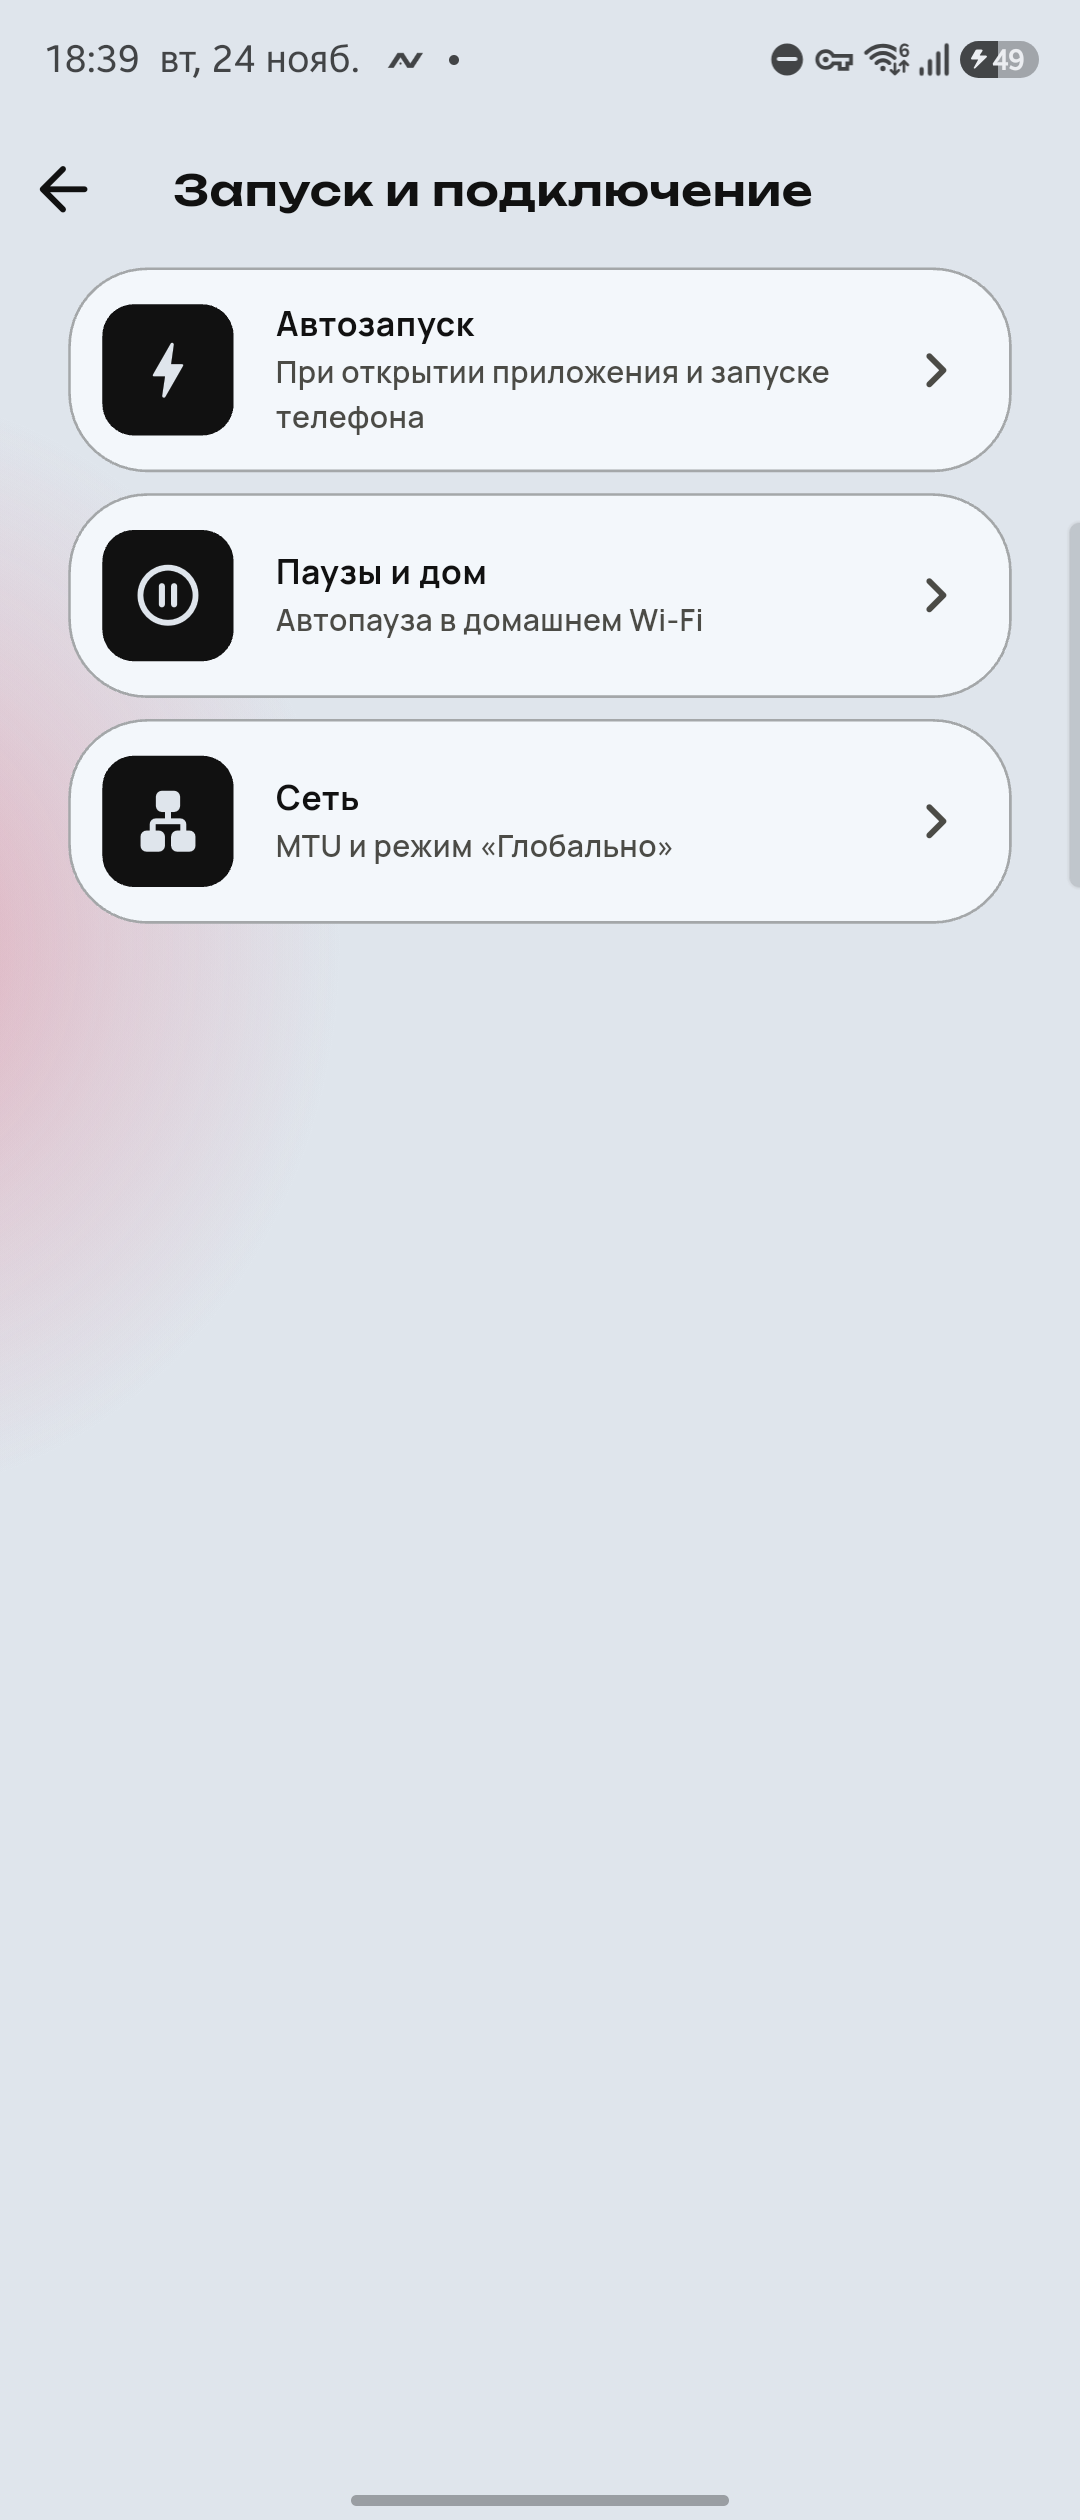 18:39 вт, 24 нояб.
6
49
Запуск и подключение
Автозапуск
При открытии приложения и запуске
телефона
Паузы и дом
Автопауза в домашнем Wi-Fi
Сеть
MTU и режим «Глобально»